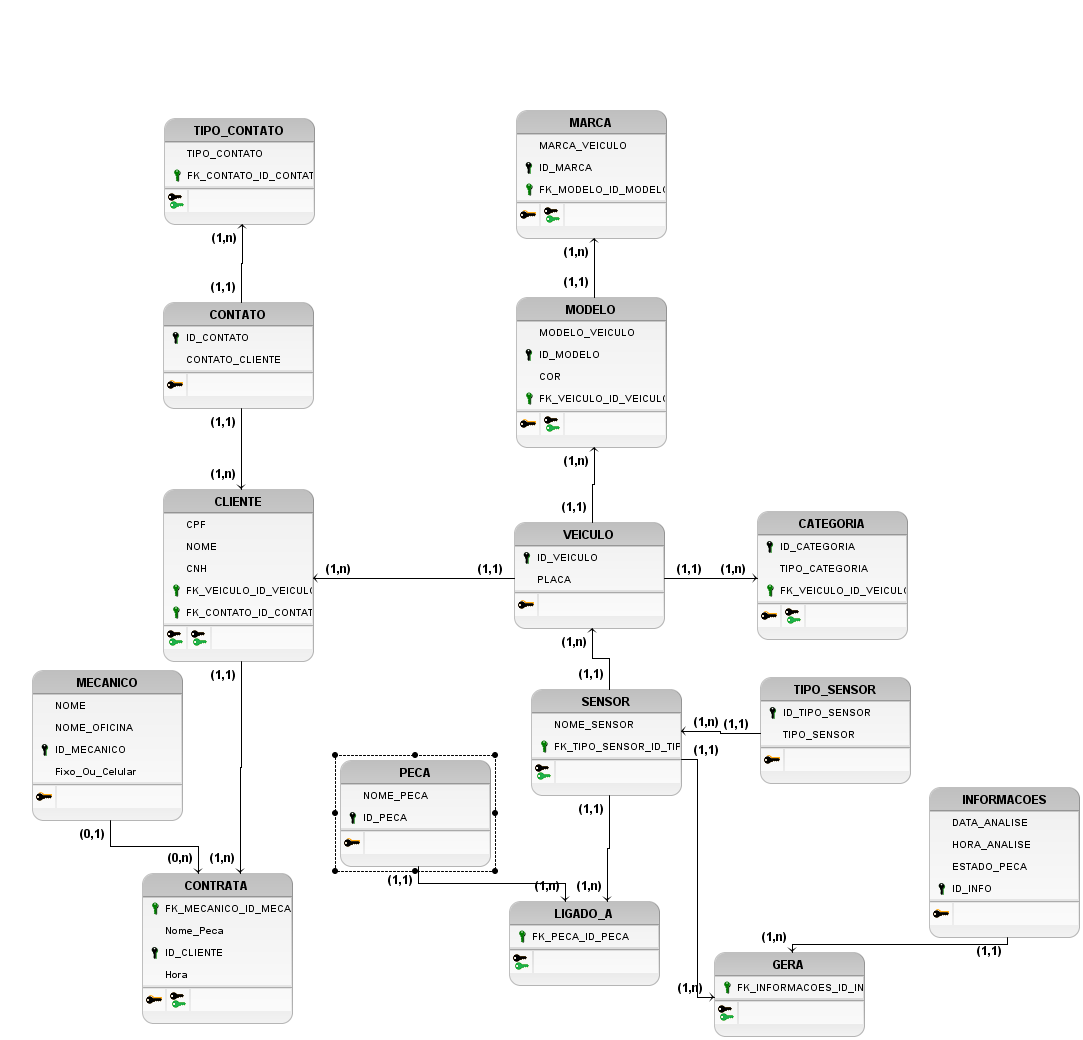 TIPO_CONTATO
TIPO_CONTATO
FK_CONTATO_ID_CONTAT
(1,n)
(1,1)
CONTATO
ID_CONTATO
CONTATO_CLIENTE
(1,1)
(1,n)
CLIENTE
CPF
NOME
CNH
FK_VEICULO_ID_VEICULO
FK_CONTATO_ID_CONTAT
(1,1)
MARCA
MARCA_VEICULO
ID_MARCA
FK_MODELO_ID_MODELO
(1,n)
(1,1)
MODELO
MODELO_VEICULO
ID_MODELO
COR
FK_VEICULO_ID_VEICULO
(1,n)
(1,1)
VEICULO
ID_VEICULO
PLACA
(1,n)
(1,1)
(1,1)
(1,n)
CATEGORIA
ID_CATEGORIA
TIPO_CATEGORIA
FK_VEICULO_ID_VEICULO
(1,n)
(1,1)
SENSOR
NOME_SENSOR
FK_TIPO_SENSOR_ID_TIP
(1,n)
(1,1)
(1,1)
TIPO_SENSOR
ID_TIPO_SENSOR
TIPO_SENSOR
MECANICO
NOME
NOME_OFICINA
ID_MECANICO
Fixo_Ou_Celular
(0,1)
(0,n)
(1,n)
CONTRATA
FK_MECANICO_ID_MECA
Nome_Peca
ID_CLIENTE
Hora
PECA
NOME_PECA
ID_PECA
(1,1)
(1,n)
(1,1)
(1,n)
LIGADO_A
FK_PECA_ID_PECA
INFORMACOES
DATA_ANALISE
HORA_ANALISE
ESTADO_PECA
ID_INFO
(1,1)
(1,n)
(1,n)
GERA
FK_INFORMACOES_ID_IN